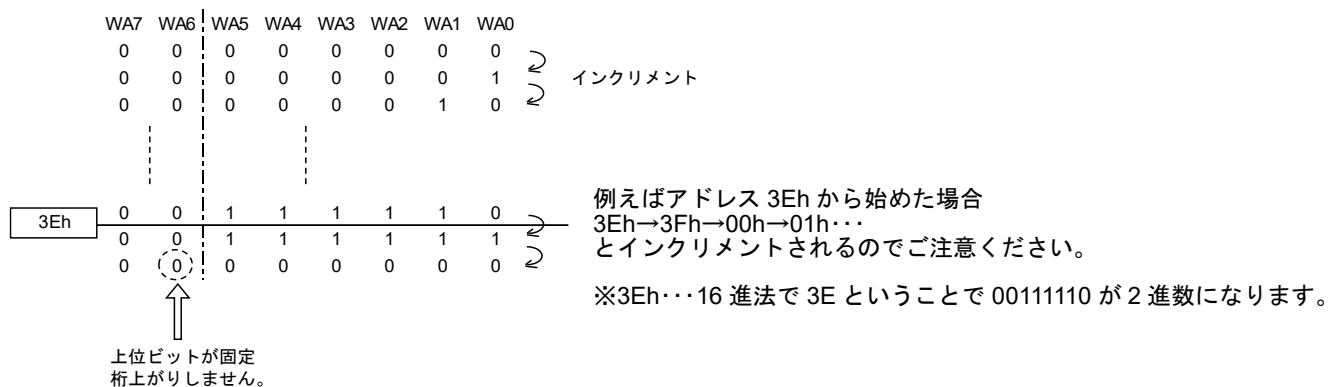 WA7 WA6 WA5 WA4 WA3 WA2 WA1 WA0
0 0 0 0 0 0 0 0
0 0 0 0 0 0 0 1
インクリメント
0 0 0 0 0 0 1 0
3Eh
0 0 1 1 1 1 1 0
0 0 1 1 1 1 1 1
0 0 0 0 0 0 0 0
上位ビットが固定
桁上がりしません。
例えばアドレス 3Eh から始めた場合
3Eh→3Fh→00h→01h･･･
とインクリメントされるのでご注意ください。
※3Eh･･･16 進法で 3E ということで 00111110 が 2 進数になります。